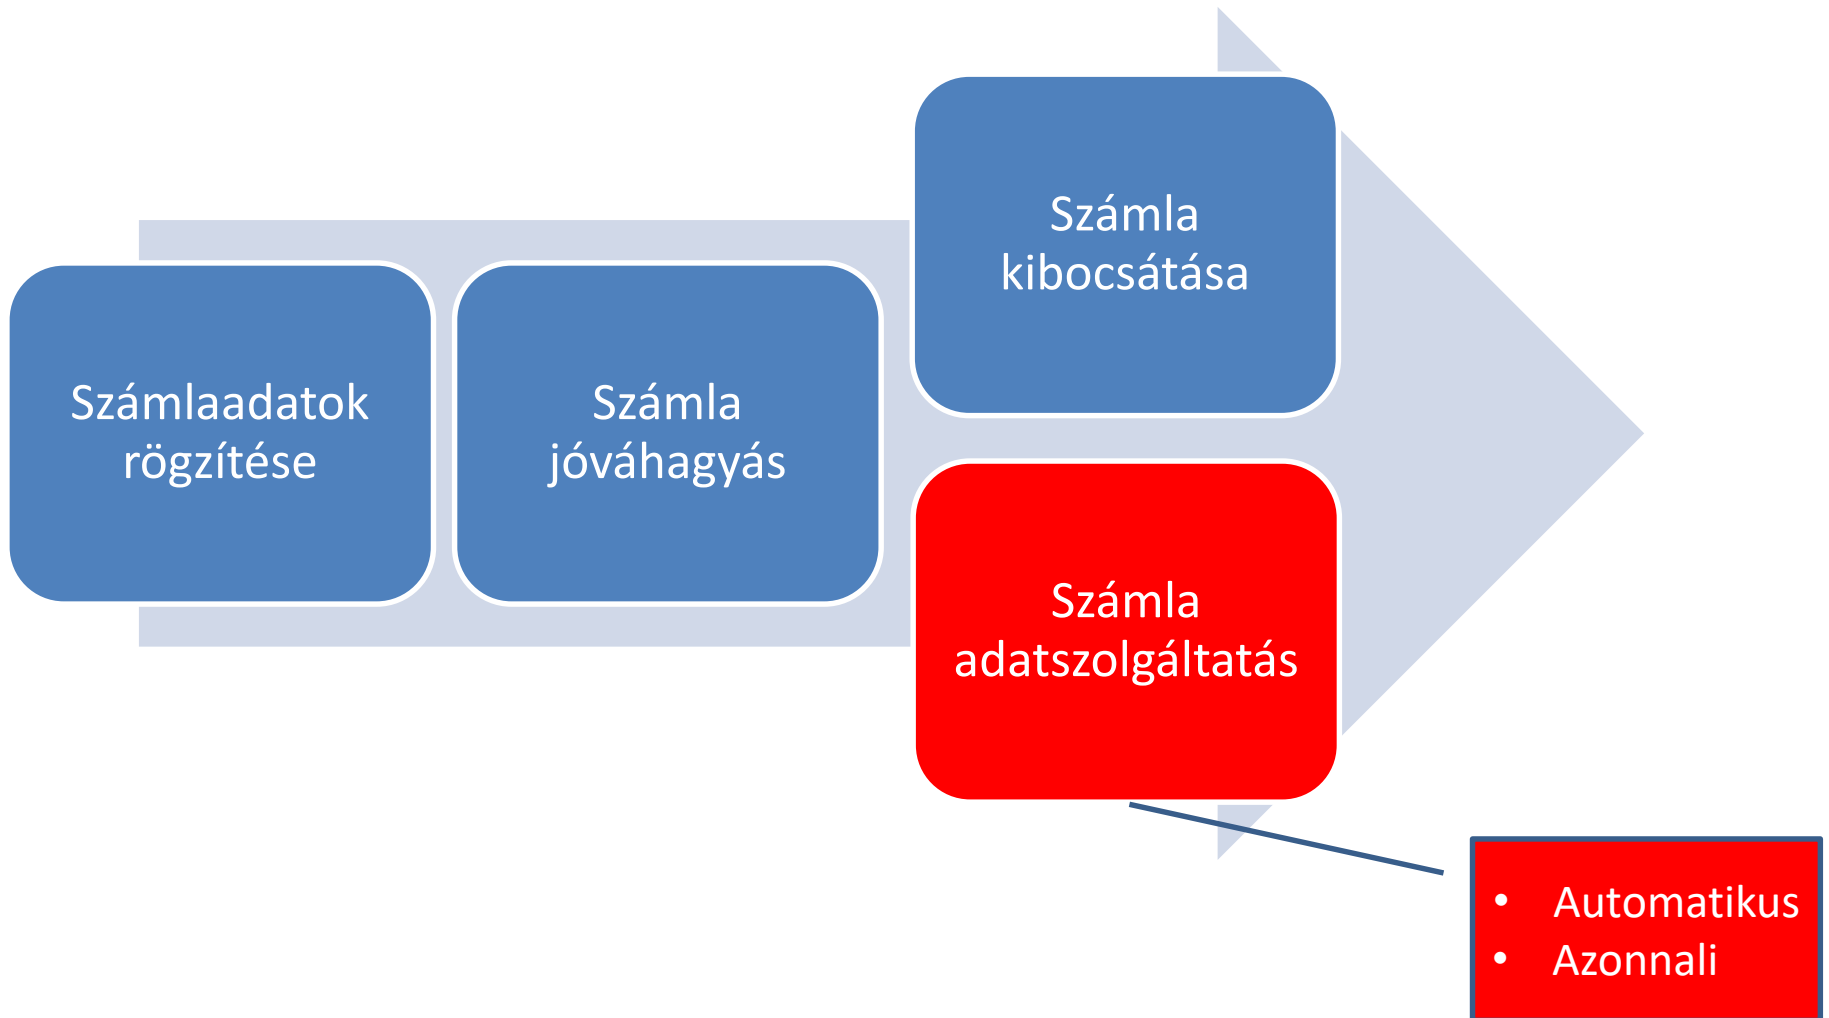 Számlaadatok
rögzítése
Számla
jóváhagyás
Számla
kibocsátása
Számla
adatszolgáltatás
• Automatikus
• Azonnali